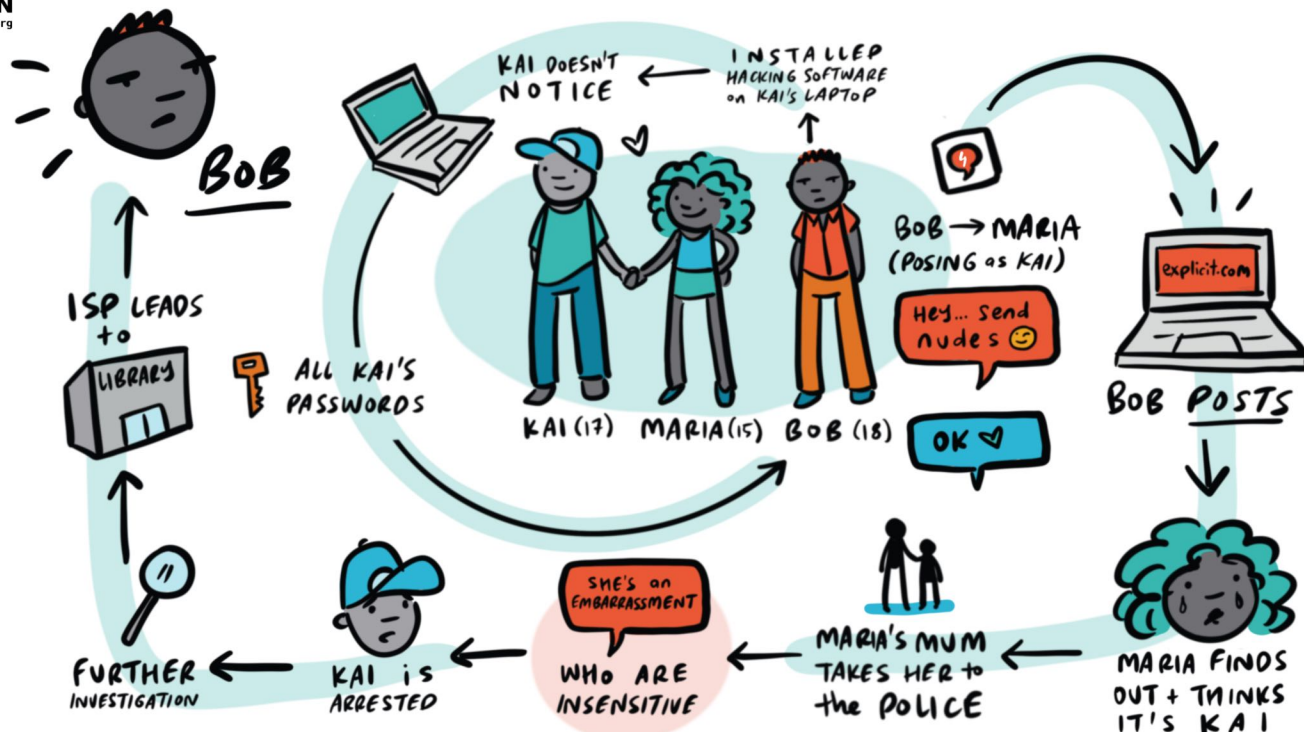 N
rg
KAI DOESN'T
NOTICE
INSTALLED
HACKING SOFTWARE
on KAI'S LAPTOP
KAI (17)
MARIA (15)
BOB (18)
BOB → MARIA
(POSING as KAI)
Hey... send
nudes 😉
OK ♡
explicit.com
BOB POSTS
MARIA FINDS
OUT + THINKS
IT'S KAI
MARIA'S MUM
TAKES HER to
the POLICE
SHE'S an
EMBARRASSMENT
WHO ARE
INSENSITIVE
KAI is
ARRESTED
FURTHER
INVESTIGATION
LIBRARY
ISP LEADS
to
BOB
ALL KAI'S
PASSWORDS